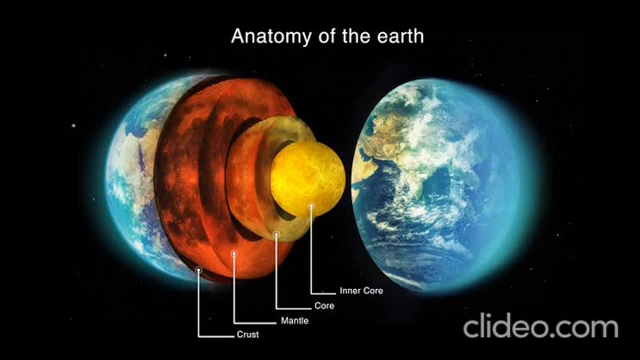 Anatomy of the earth
Inner Core
Core
Mantle
Crust
clideo.com